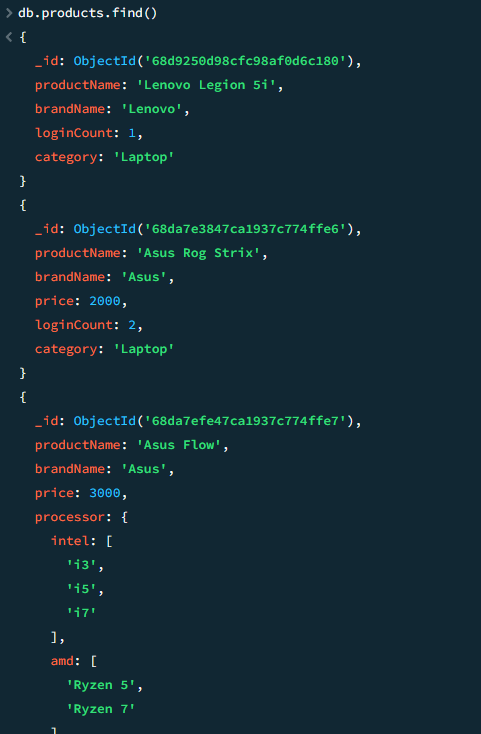 > db.products.find()
< {
_id: ObjectId('68d9250d98cfc98af0d6c180'),
productName: 'Lenovo Legion 5i',
brandName: 'Lenovo',
loginCount: 1,
category: 'Laptop'
}
{
_id: ObjectId('68da7e3847ca1937c774ffe6'),
productName: 'Asus Rog Strix',
brandName: 'Asus',
price: 2000,
loginCount: 2,
category: 'Laptop'
}
{
_id: ObjectId('68da7efe47ca1937c774ffe7'),
productName: 'Asus Flow',
brandName: 'Asus',
price: 3000,
processor: {
intel: [
'i3',
'i5',
'i7'
],
amd: [
'Ryzen 5',
'Ryzen 7'
]